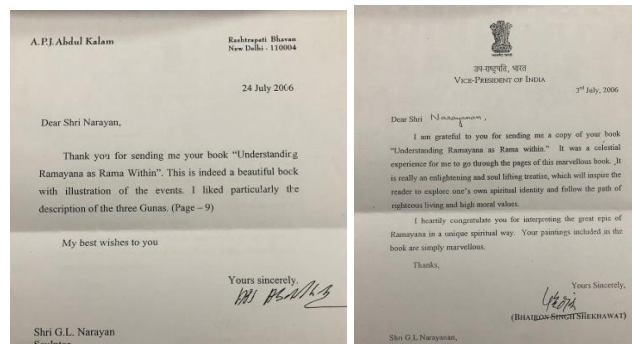 A.P.J. Abdul Kalam
Rashtrapati Bhavan
New Delhi - 110004
24 July 2006
Dear Shri Narayan,
Thank you for sending me your book “Understanding
Ramayana as Rama Within”. This is indeed a beautiful book
with illustration of the events. I liked particularly the
description of the three Gunas. (Page – 9)
My best wishes to you
Yours sincerely,
Shri G.L. Narayan
Sculptor
उप-राष्ट्रपति, भारत
VICE-PRESIDENT OF INDIA
3rd July, 2006
Dear Shri Narayanan,
I am grateful to you for sending me a copy of your book
“Understanding Ramayana as Rama within.” It was a celestial
experience for me to go through the pages of this marvellous book. It
is really an enlightening and soul lifting treatise, which will inspire the
reader to explore one's own spiritual identity and follow the path of
righteous living and high moral values.
I heartily congratulate you for interpreting the great epic of
Ramayana in a unique spiritual way. Your paintings included in the
book are simply marvellous.
Thanks,
Yours Sincerely,
(BHAIRON SINGH SHEKHAWAT)
Shri G.L Narayanan,